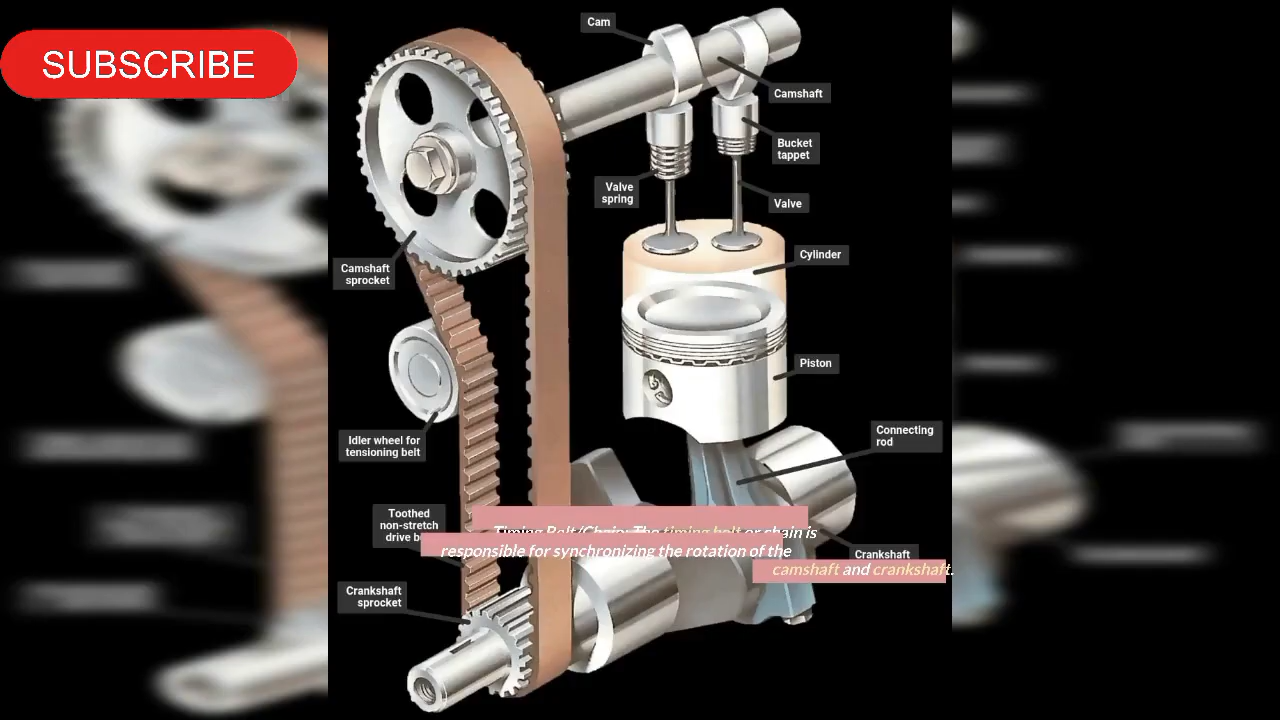 SUBSCRIBE
Cam
Camshaft
Bucket
tappet
Valve
spring
Valve
Cylinder
Camshaft
sprocket
Piston
Connecting
rod
Idler wheel for
tensioning belt
Toothed
non-stretch
drive
Timing Belt/Chain: The timing belt or chain is
responsible for synchronizing the rotation of the
camshaft and crankshaft.
Crankshaft
Crankshaft
sprocket